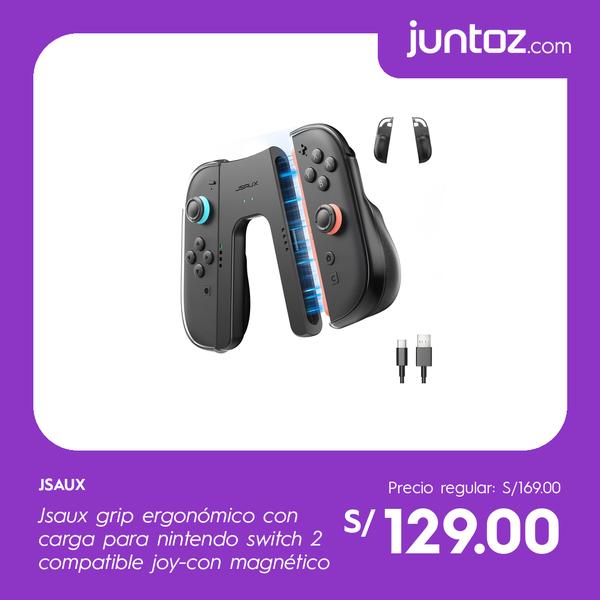 juntoz.com
JSAUX
JSAUX
Precio regular: S/169.00
Jsaux grip ergonómico con
carga para nintendo switch 2
compatible joy-con magnético
S/129.00